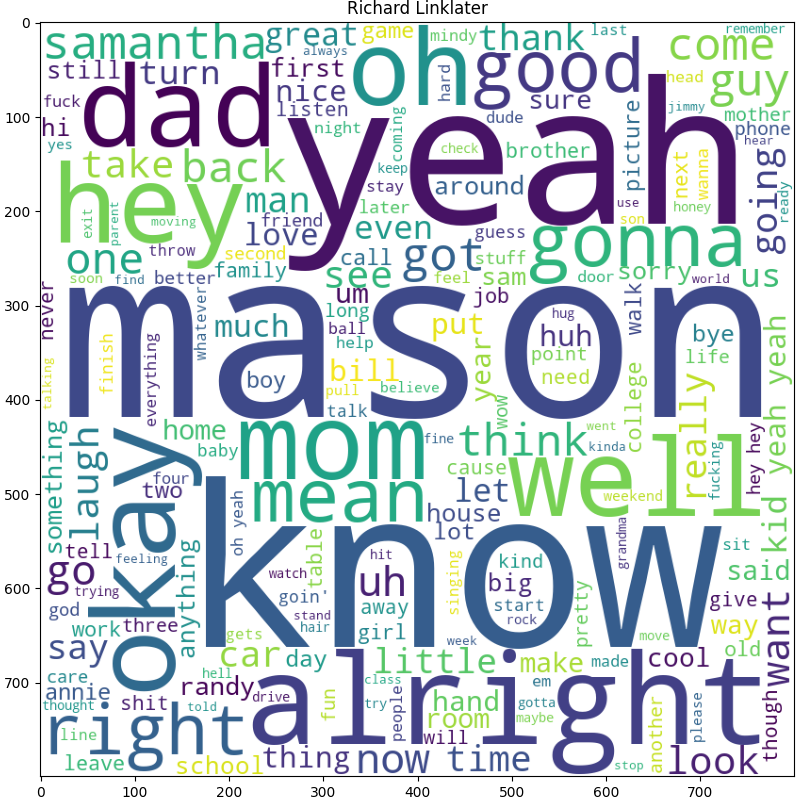 Richard Linklater
0
samantha great game mindy thank last remember
always oh good come
still turn first head
nice sure guy
fuck dad listen hard picture jimmy mother
100
hi night coming dude yeah phone
yes check brother hear
take back keep next wanna going
hey man stay around use ready
200
exit parent moving friend later guess son honey
love even gonna
throw second call got stuff
one family see sam door sorry us
soon find better feel world
300
never whatever um job hug walk
mason
much long put huh bye
ball help point life
finish everything boy bill year need
talking pull believe college really kid yeah yeah
400
talk wow went
something laugh home mom fine think kinda hey hey
baby cause well fucking
four
500
okay two mean let weekend
oh yeah house
know lot grandma
tell feeling hit kind sit
go watch table uh singing big said
600
trying goin' away start pretty give want
god anything stand rock
work three hair girl way
say gets week move
car day little make made cool old
700
care hell class em
annie randy drive alright hand gotta though
thought shit told fun try people maybe please
right room another
line will
leave school thing now time stop look
0 100 200 300 400 500 600 700